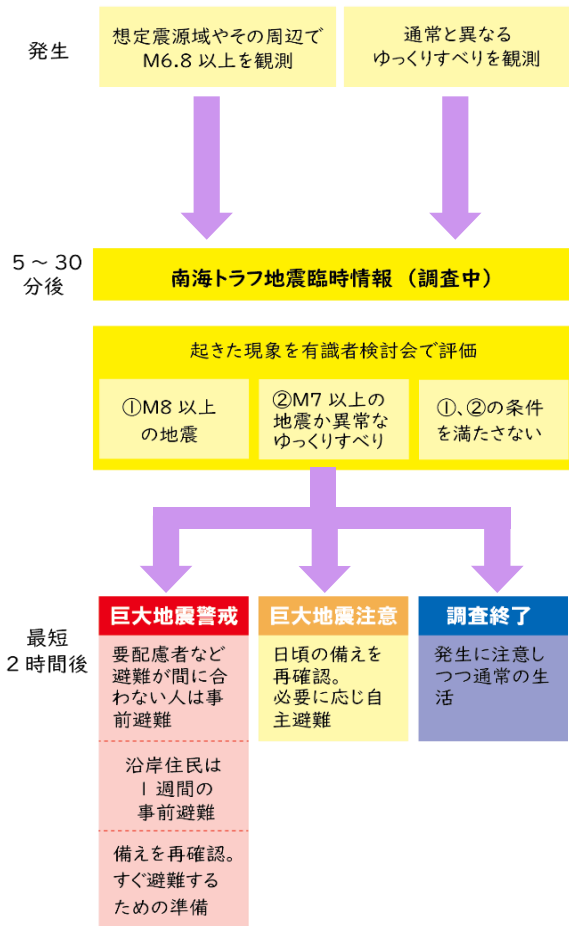 発生
想定震源域やその周辺で
M6.8以上を観測
通常と異なる
ゆっくりすべりを観測
5~30
分後
南海トラフ地震臨時情報(調査中)
起きた現象を有識者検討会で評価
①M8以上
の地震
②M7以上の
地震か異常な
ゆっくりすべり
①、②の条件
を満たさない
最短
2時間後
巨大地震警戒
要配慮者など
避難が間に合
わない人は事
前避難
沿岸住民は
1週間の
事前避難
備えを再確認。
すぐ避難する
ための準備
巨大地震注意
日頃の備えを
再確認。
必要に応じ自
主避難
調査終了
発生に注意し
つつ通常の生
活